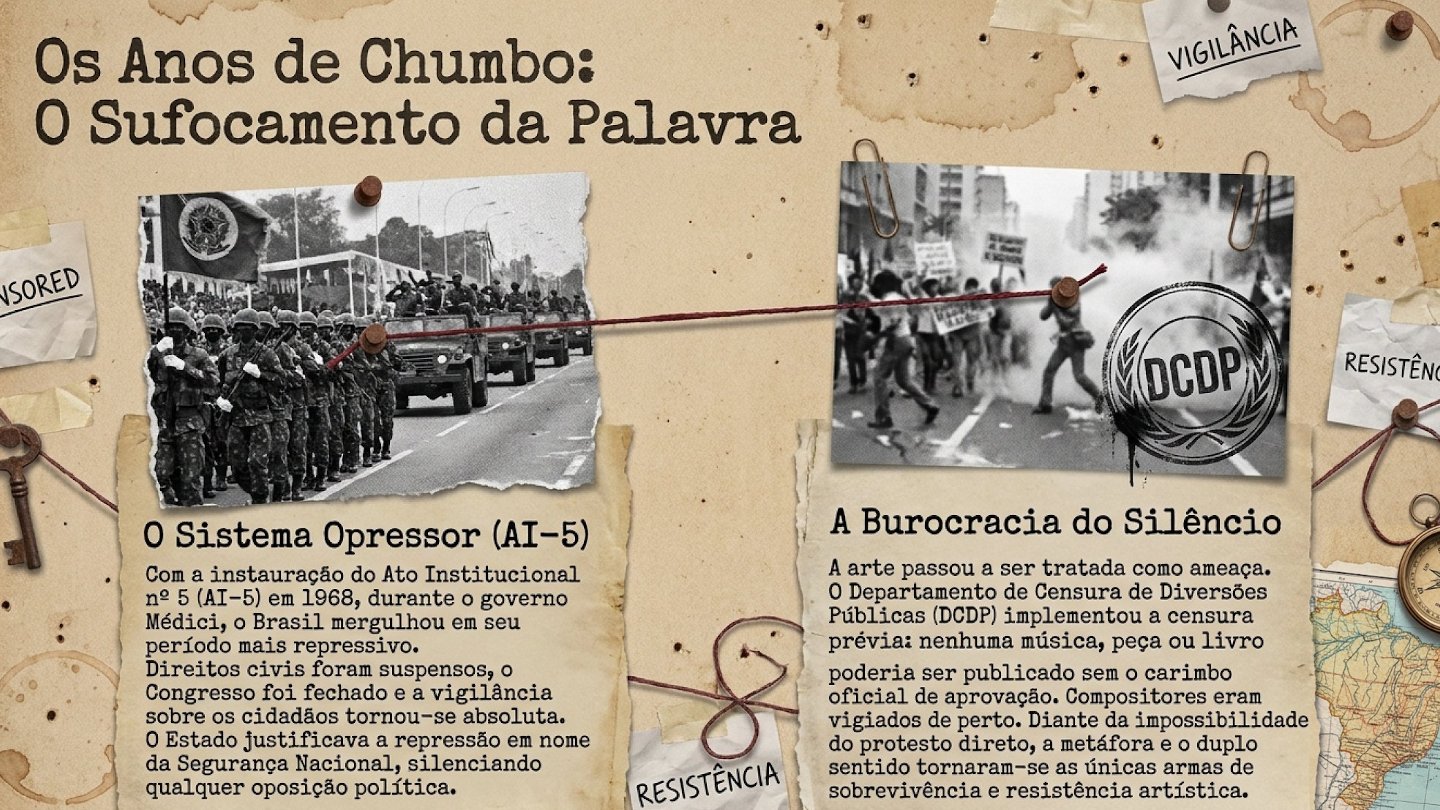 Os Anos de Chumbo:
O Sufocamento da Palavra
VIGILÂNCIA
DCDP
O Sistema Opressor (AI-5)
Com a instauração do Ato Institucional
nº 5 (AI-5) em 1968, durante o governo
Médici, o Brasil mergulhou em seu
período mais repressivo.
Direitos civis foram suspensos, o
Congresso foi fechado e a vigilância
sobre os cidadãos tornou-se absoluta.
O Estado justificava a repressão em nome
da Segurança Nacional, silenciando
qualquer oposição política.
A Burocracia do Silêncio
A arte passou a ser tratada como ameaça.
O Departamento de Censura de Diversões
Públicas (DCDP) implementou a censura
prévia: nenhuma música, peça ou livro
poderia ser publicado sem o carimbo
oficial de aprovação. Compositores eram
vigiados de perto. Diante da impossibilidade
do protesto direto, a metáfora e o duplo
sentido tornaram-se as únicas armas de
sobrevivência e resistência artística.
NSORED
RESISTÊNC
RESISTÊNCIA